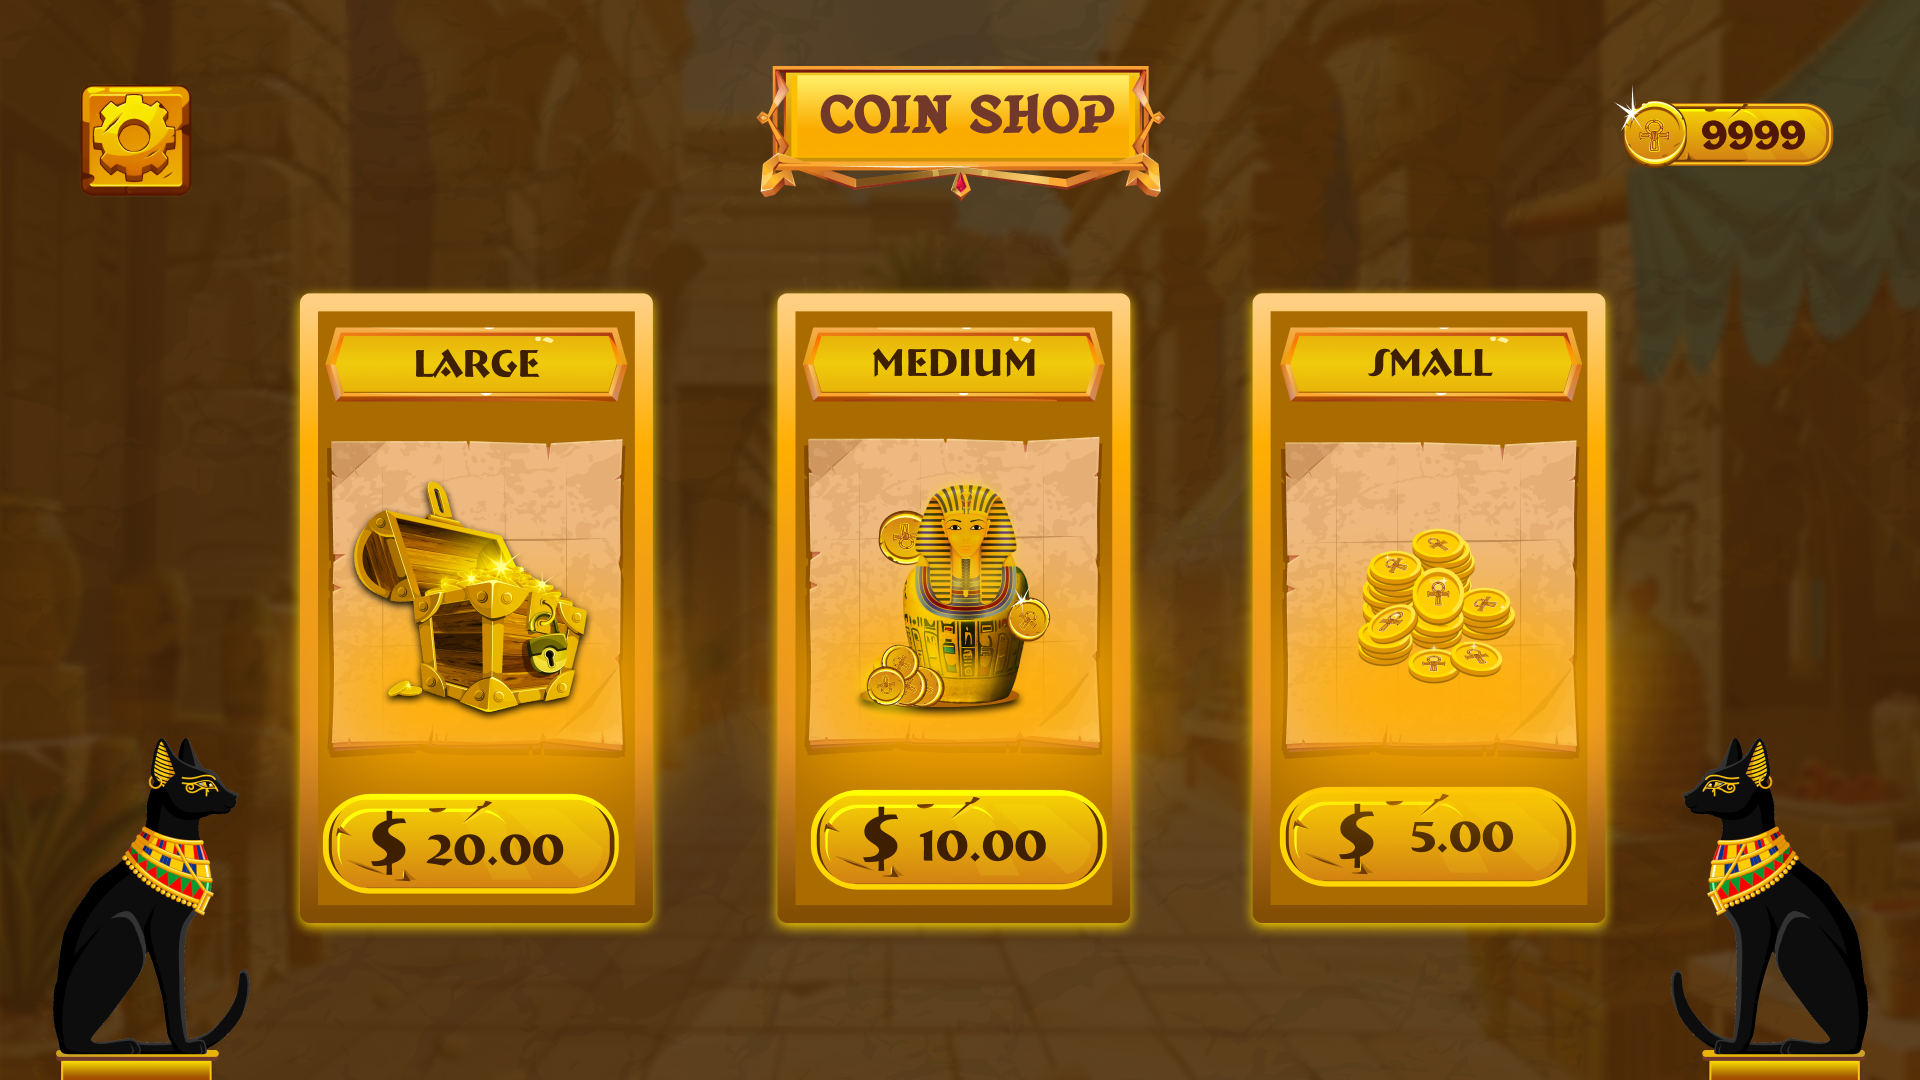 COIN SHOP
9999
LARGE
MEDIUM
SMALL
$ 20.00
$ 10.00
$ 5.00